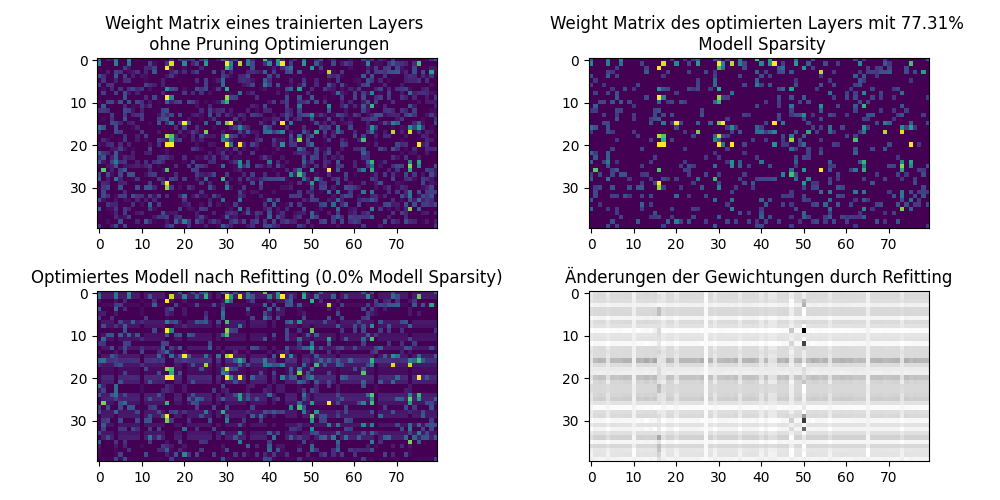 Weight Matrix eines trainierten Layers
ohne Pruning Optimierungen
0
10
20
30
0 10 20 30 40 50 60 70
Weight Matrix des optimierten Layers mit 77.31%
Modell Sparsity
0
10
20
30
0 10 20 30 40 50 60 70
Optimiertes Modell nach Refitting (0.0% Modell Sparsity)
0
10
20
30
0 10 20 30 40 50 60 70
Änderungen der Gewichtungen durch Refitting
0
10
20
30
0 10 20 30 40 50 60 70